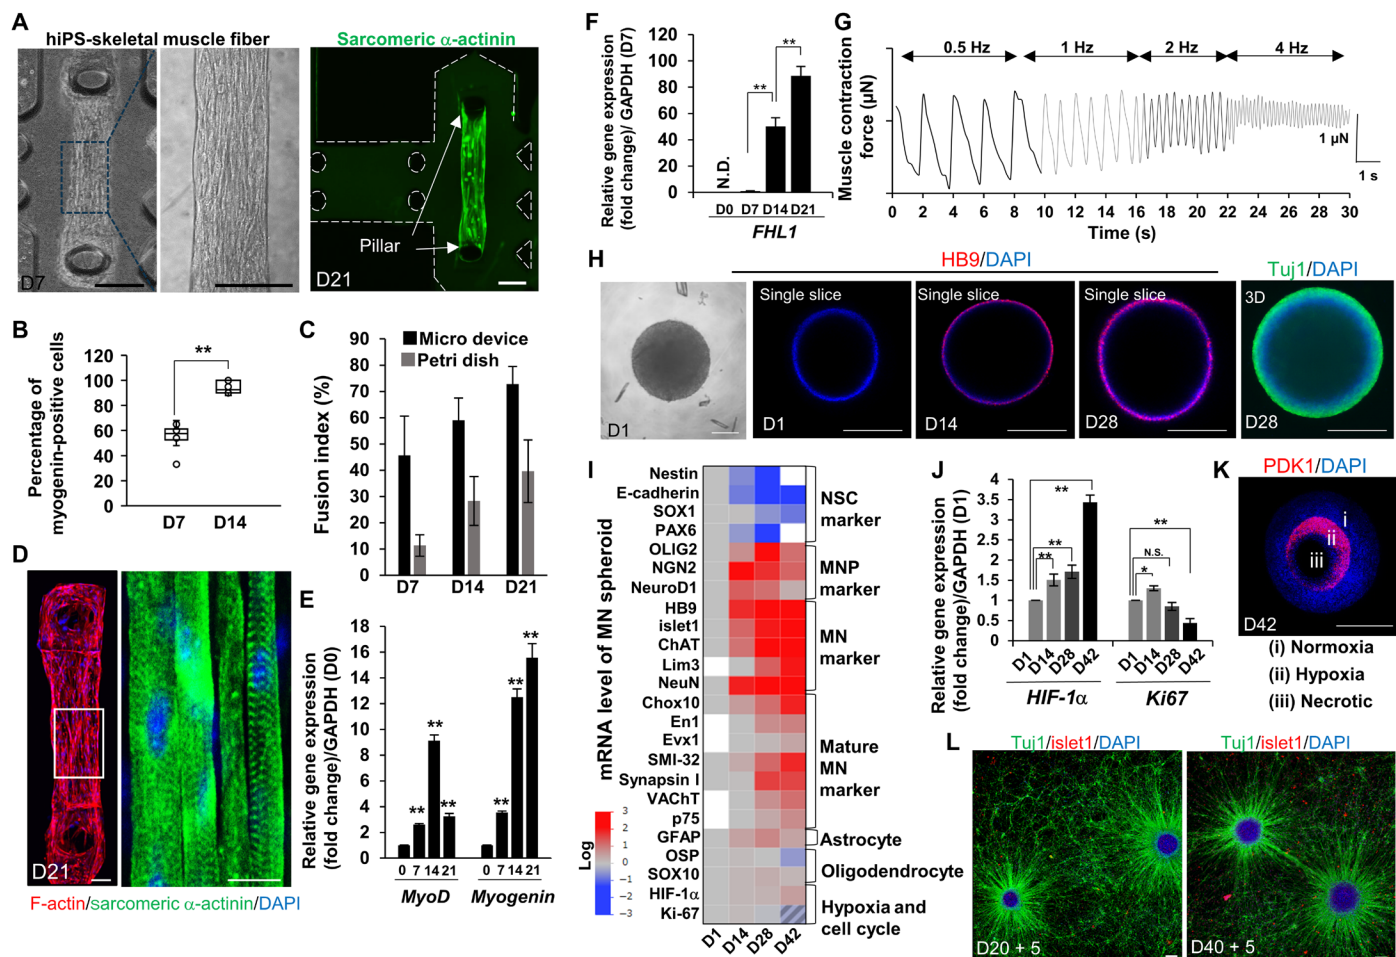 A
hiPS-skeletal muscle fiber
Sarcomeric α-actinin
D7
Pillar
D21
B
Percentage of
myogenin-positive cells
120
100
80
60
40
20
0
**
D7 D14
C
Fusion index (%)
90
80
70
60
50
40
30
20
10
0
Micro device
Petri dish
D7 D14 D21
D
D21
F-actin/sarcomeric α-actinin/DAPI
E
Relative gene expression
(fold change)/GAPDH (D0)
18
16
14
12
10
8
6
4
2
0
** ** ** ** ** **
0 7 14 21 0 7 14 21
MyoD Myogenin
F
Relative gene expression
(fold change)/ GAPDH (D7)
120
100
80
60
40
20
0
**
**
N.D.
D0 D7 D14 D21
FHL1
G
Muscle contraction
force (µN)
0.5 Hz 1 Hz 2 Hz 4 Hz
1 µN
1 s
0 2 4 6 8 10 12 14 16 18 20 22 24 26 28 30
Time (s)
H
HB9/DAPI
Tuj1/DAPI
D1
Single slice
D1
Single slice
D14
Single slice
D28
3D
D28
I
mRNA level of MN spheroid
Nestin
E-cadherin
SOX1
PAX6
OLIG2
NGN2
NeuroD1
HB9
islet1
ChAT
Lim3
NeuN
Chox10
En1
Evx1
SMI-32
Synapsin I
VAChT
p75
GFAP
OSP
SOX10
HIF-1α
Ki-67
NSC
marker
MNP
marker
MN
marker
Mature
MN
marker
Astrocyte
Oligodendrocyte
Hypoxia and
cell cycle
Log
3
2
1
0
−1
−2
−3
D1 D14 D28 D42
J
Relative gene expression
(fold change)/GAPDH (D1)
4
3.5
3
2.5
2
1.5
1
0.5
0
**
**
**
**
N.S.
*
D1 D14 D28 D42 D1 D14 D28 D42
HIF-1α Ki67
K
PDK1/DAPI
i
ii
iii
D42
(i) Normoxia
(ii) Hypoxia
(iii) Necrotic
L
Tuj1/islet1/DAPI
Tuj1/islet1/DAPI
D20 + 5
D40 + 5